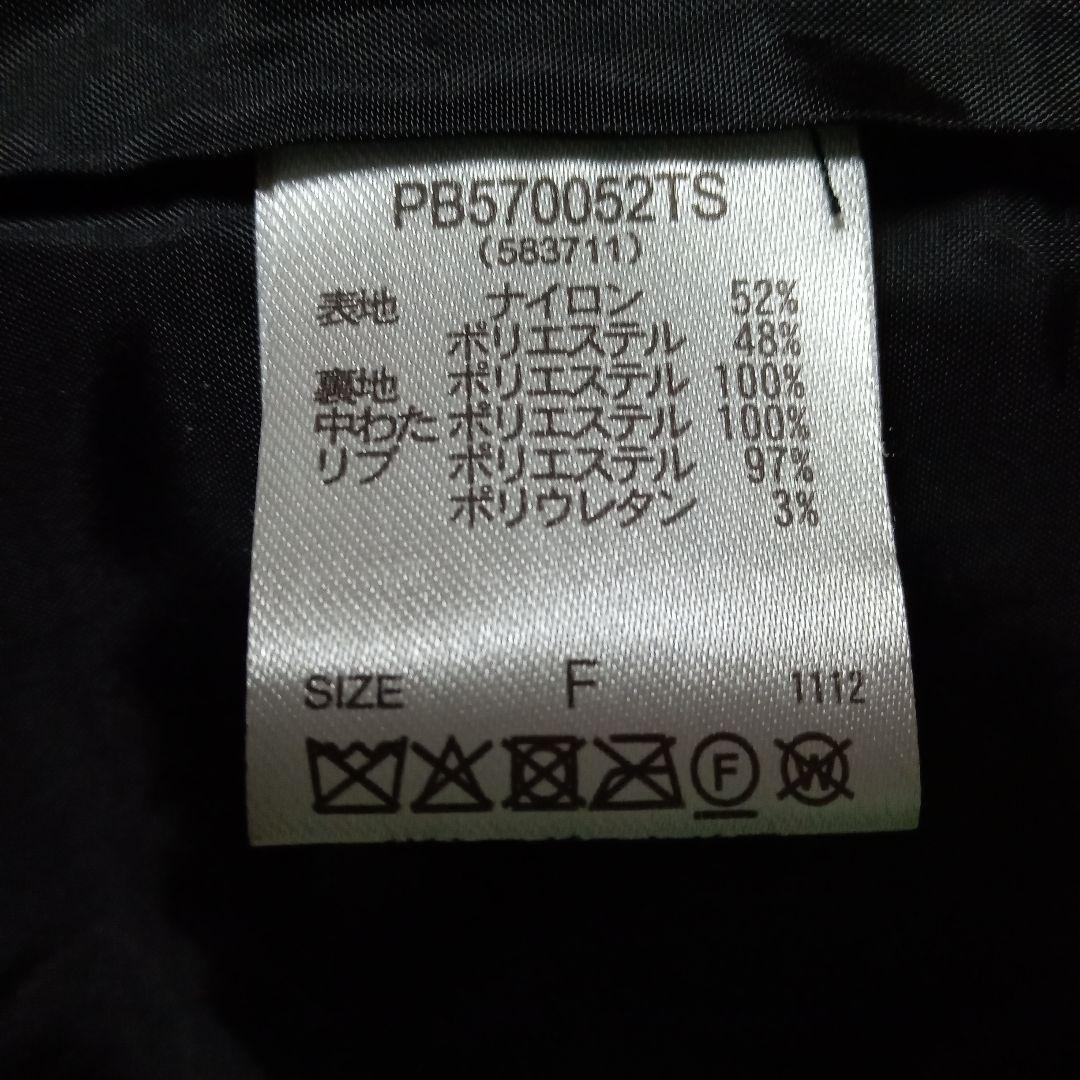 PB570052TS
(583711)
表地 ナイロン 52%
ポリエステル 48%
裏地 ポリエステル 100%
中わた ポリエステル 100%
リブ ポリエステル 97%
ポリウレタン 3%
SIZE F 1112
F W